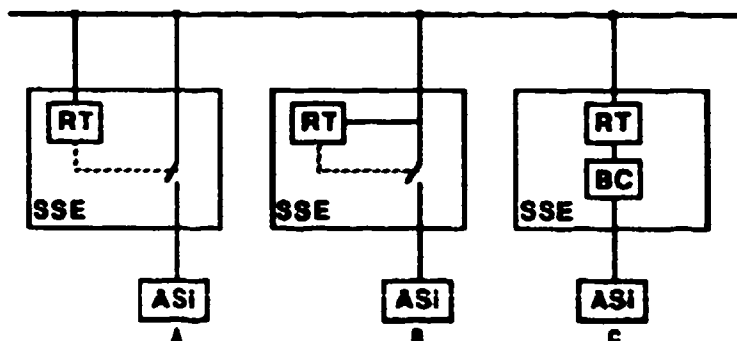 RT RT RT
BC
SSE SSE SSE
ASi ASi ASi
A B C